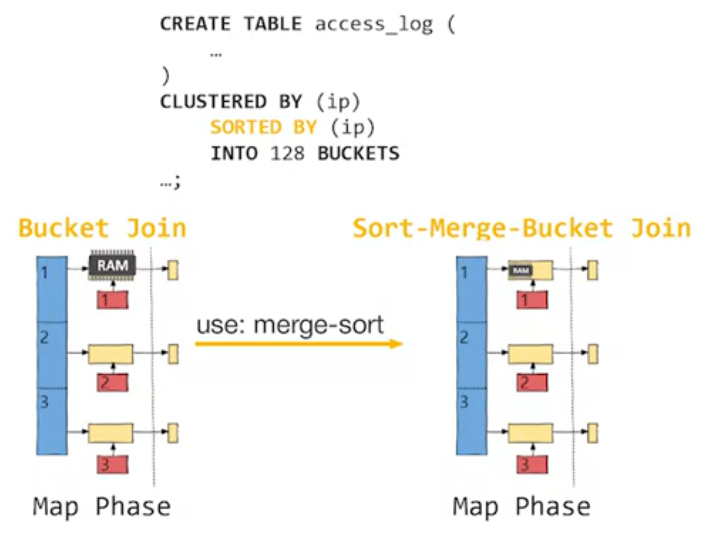 CREATE TABLE access_log (
…
)
CLUSTERED BY (ip)
SORTED BY (ip)
INTO 128 BUCKETS
…;
Bucket Join
1
RAM
1
2
2
3
3
Map Phase
use: merge-sort
Sort-Merge-Bucket Join
1
RAM
1
2
2
3
3
Map Phase